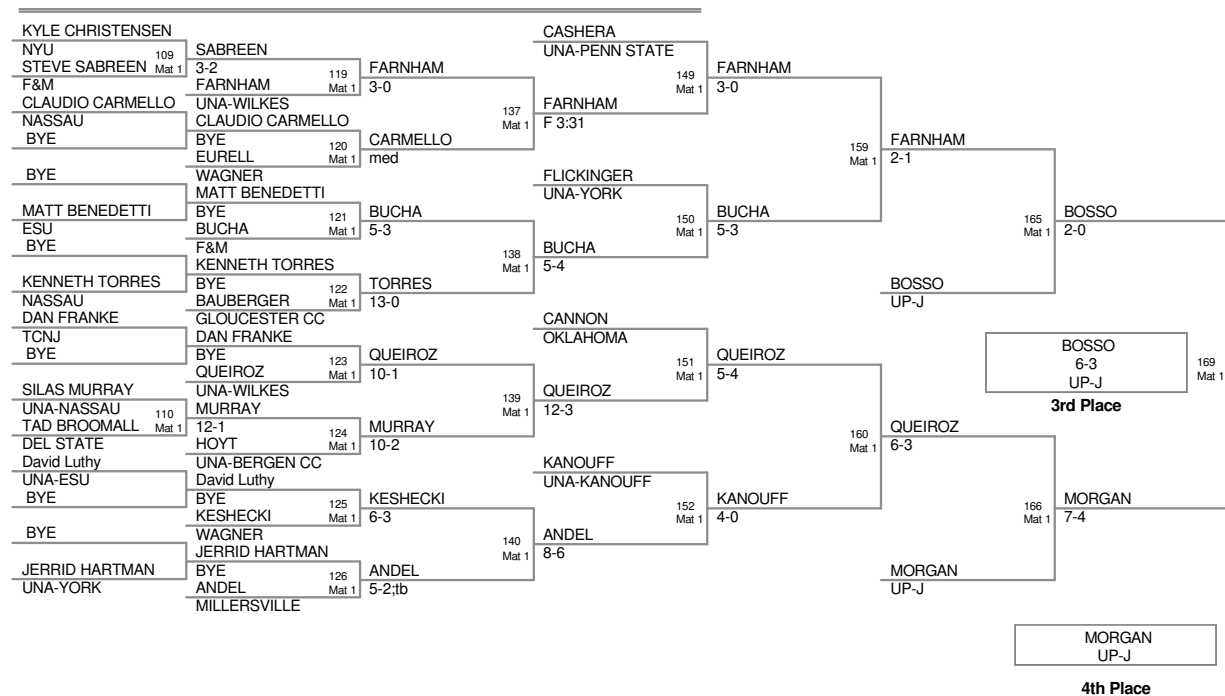 KYLE CHRISTENSEN
NYU
109
Mat 1
STEVE SABREEN
F&M
CLAUDIO CARMELLO
NASSAU
BYE
BYE
MATT BENEDETTI
ESU
BYE
KENNETH TORRES
NASSAU
DAN FRANKE
TCNJ
BYE
SILAS MURRAY
UNA-NASSAU
110
Mat 1
TAD BROOMALL
DEL STATE
David Luthy
UNA-ESU
BYE
BYE
JERRID HARTMAN
UNA-YORK
SABREEN
3-2
119
Mat 1
FARNHAM
UNA-WILKES
CLAUDIO CARMELLO
BYE
120
Mat 1
EURELL
WAGNER
MATT BENEDETTI
BYE
121
Mat 1
BUCHA
F&M
KENNETH TORRES
BYE
122
Mat 1
BAUBERGER
GLOUCESTER CC
DAN FRANKE
BYE
123
Mat 1
QUEIROZ
UNA-WILKES
MURRAY
12-1
124
Mat 1
HOYT
UNA-BERGEN CC
David Luthy
BYE
125
Mat 1
KESHECKI
WAGNER
JERRID HARTMAN
BYE
126
Mat 1
ANDEL
MILLERSVILLE
FARNHAM
3-0
137
Mat 1
CARMELLO
med
BUCHA
5-3
138
Mat 1
TORRES
13-0
QUEIROZ
10-1
139
Mat 1
MURRAY
10-2
KESHECKI
6-3
140
Mat 1
ANDEL
5-2;tb
CASHERA
UNA-PENN STATE
149
Mat 1
FARNHAM
F 3:31
FLICKINGER
UNA-YORK
150
Mat 1
BUCHA
5-4
CANNON
OKLAHOMA
151
Mat 1
QUEIROZ
12-3
KANOUFF
UNA-KANOUFF
152
Mat 1
ANDEL
8-6
FARNHAM
3-0
159
Mat 1
BUCHA
5-3
QUEIROZ
5-4
160
Mat 1
KANOUFF
4-0
FARNHAM
2-1
165
Mat 1
BOSSO
UP-J
QUEIROZ
6-3
166
Mat 1
MORGAN
UP-J
BOSSO
2-0
BOSSO
6-3
UP-J
169
Mat 1
3rd Place
MORGAN
7-4
MORGAN
UP-J
4th Place